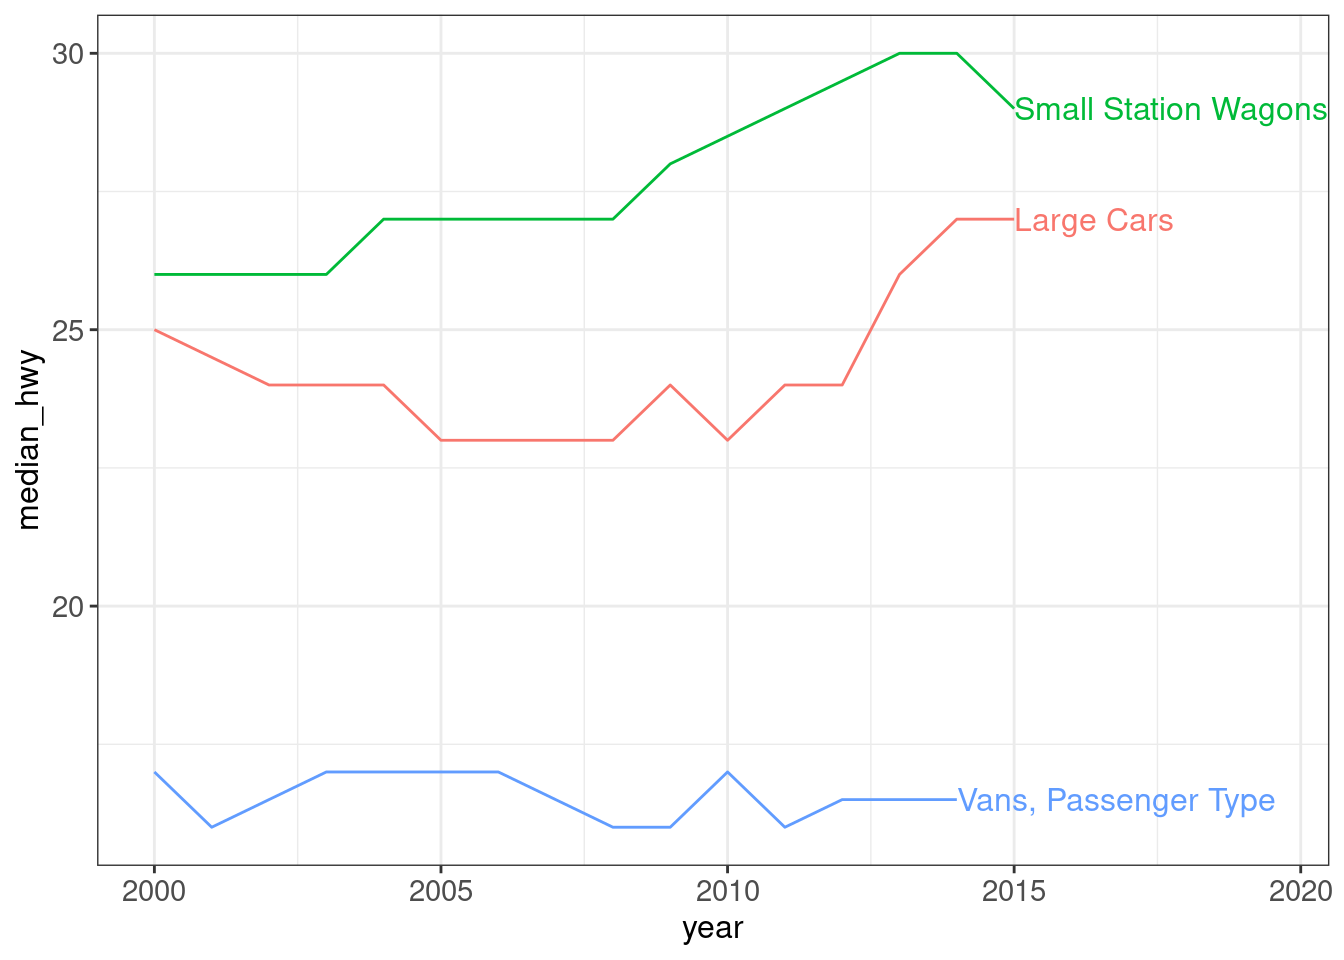 30
Small Station Wagons
Large Cars
25
median_hwy
20
Vans, Passenger Type
2000 2005 2010 2015 2020
year